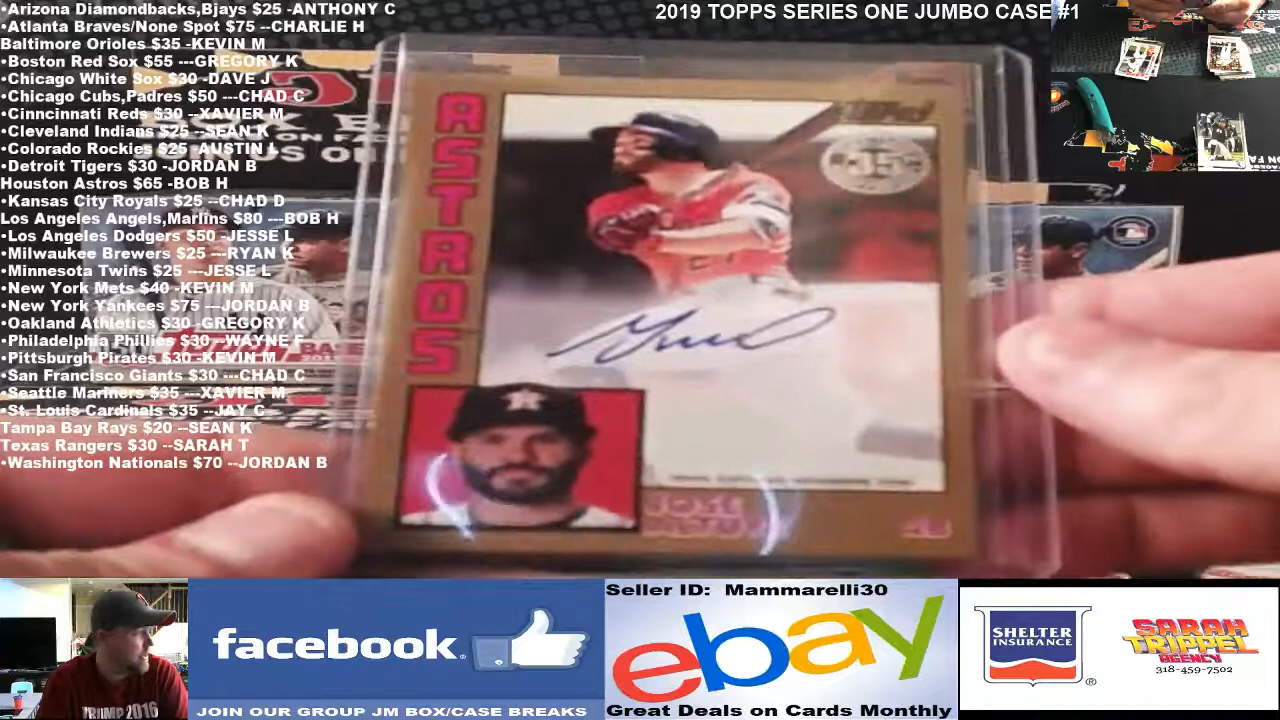 •Arizona Diamondbacks,Bjays $25 -ANTHONY C
•Atlanta Braves/None Spot $75 --CHARLIE H
Baltimore Orioles $35 -KEVIN M
•Boston Red Sox $55 ---GREGORY K
•Chicago White Sox $30 -DAVE J
•Chicago Cubs,Padres $50 ---CHAD C
•Cinncinnati Reds $30 ---XAVIER M
•Cleveland Indians $25 --SEAN K
•Colorado Rockies $25 -AUSTIN L
•Detroit Tigers $30 -JORDAN B
Houston Astros $65 -BOB H
•Kansas City Royals $25 --CHAD D
Los Angeles Angels,Marlins $80 ---BOB H
•Los Angeles Dodgers $50 -JESSE L
•Milwaukee Brewers $25 ---RYAN K
•Minnesota Twins $25 ---JESSE L
•New York Mets $40 -KEVIN M
•New York Yankees $75 ---JORDAN B
•Oakland Athletics $30 -GREGORY K
•Philadelphia Phillies $30 --WAYNE F
•Pittsburgh Pirates $30 -KEVIN M
•San Francisco Giants $30 ---CHAD C
•Seattle Mariners $35 ---XAVIER M
•St. Louis Cardinals $35 --JAY C
Tampa Bay Rays $20 --SEAN K
Texas Rangers $30 --SARAH T
•Washington Nationals $70 --JORDAN B
2019 TOPPS SERIES ONE JUMBO CASE #1
ASTROS
Topps
35
JOSE
ALTUVE
2B
TRUMP 2016
facebook.
JOIN OUR GROUP JM BOX/CASE BREAKS
Seller ID: Mammarelli30
ebay
Great Deals on Cards Monthly
SHELTER
INSURANCE
®
SARAH
TRIPPEL
AGENCY
318-459-7502